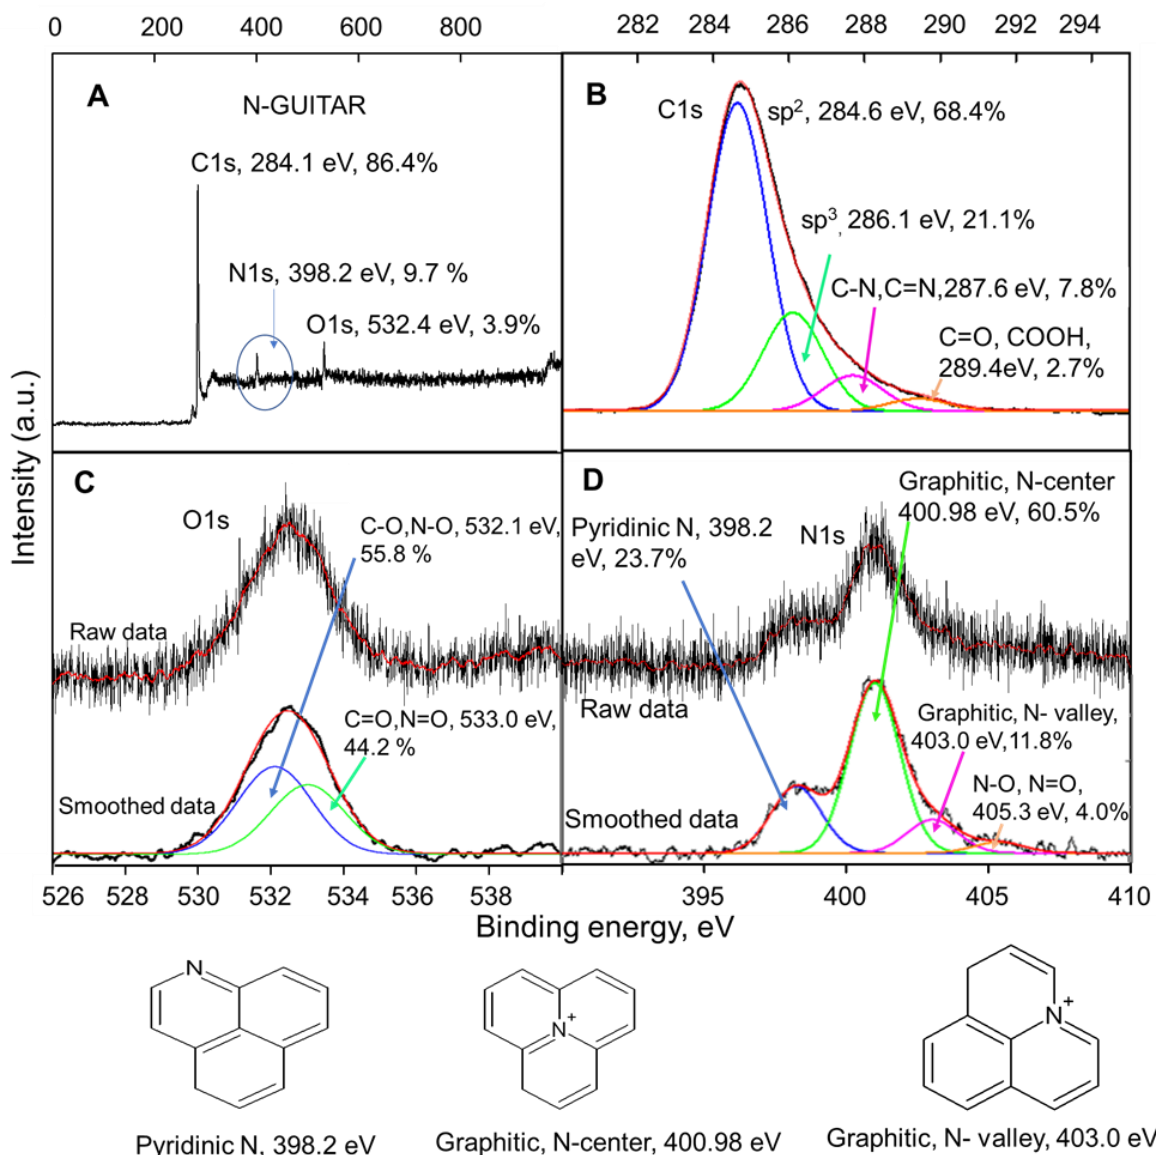 0 200 400 600 800
282 284 286 288 290 292 294
A
N-GUITAR
C1s, 284.1 eV, 86.4%
N1s, 398.2 eV, 9.7 %
O1s, 532.4 eV, 3.9%
B
C1s
sp², 284.6 eV, 68.4%
sp³, 286.1 eV, 21.1%
C-N,C=N,287.6 eV, 7.8%
C=O, COOH,
289.4eV, 2.7%
Intensity (a.u.)
C
O1s
C-O,N-O, 532.1 eV,
55.8 %
Raw data
C=O,N=O, 533.0 eV,
44.2 %
Smoothed data
D
Graphitic, N-center
400.98 eV, 60.5%
Pyridinic N, 398.2
eV, 23.7%
N1s
Raw data
Graphitic, N- valley,
403.0 eV,11.8%
N-O, N=O,
405.3 eV, 4.0%
Smoothed data
526 528 530 532 534 536 538
395 400 405 410
Binding energy, eV
N
N+
N+
Pyridinic N, 398.2 eV
Graphitic, N-center, 400.98 eV
Graphitic, N- valley, 403.0 eV